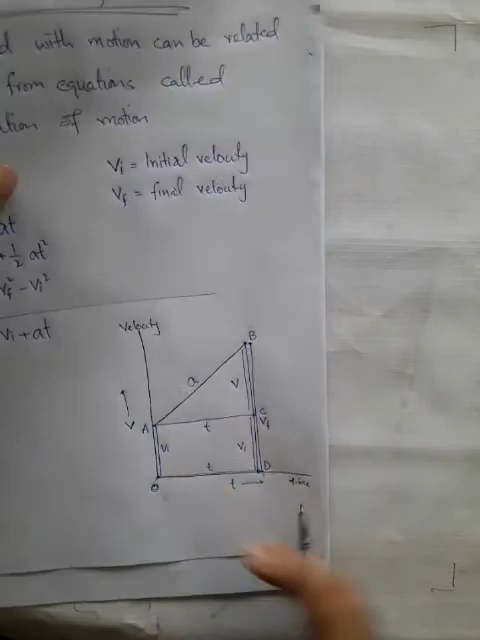 d with motion can be related
from equations called
tion of motion
Vi = Initial velocity
Vf = final velocity
at
+ 1/2 at²
Vf² - Vi²
Vi + at
Velocity
B
a
V
V
A
t
C
Vf
Vi
Vi
t
D
O
t →
time